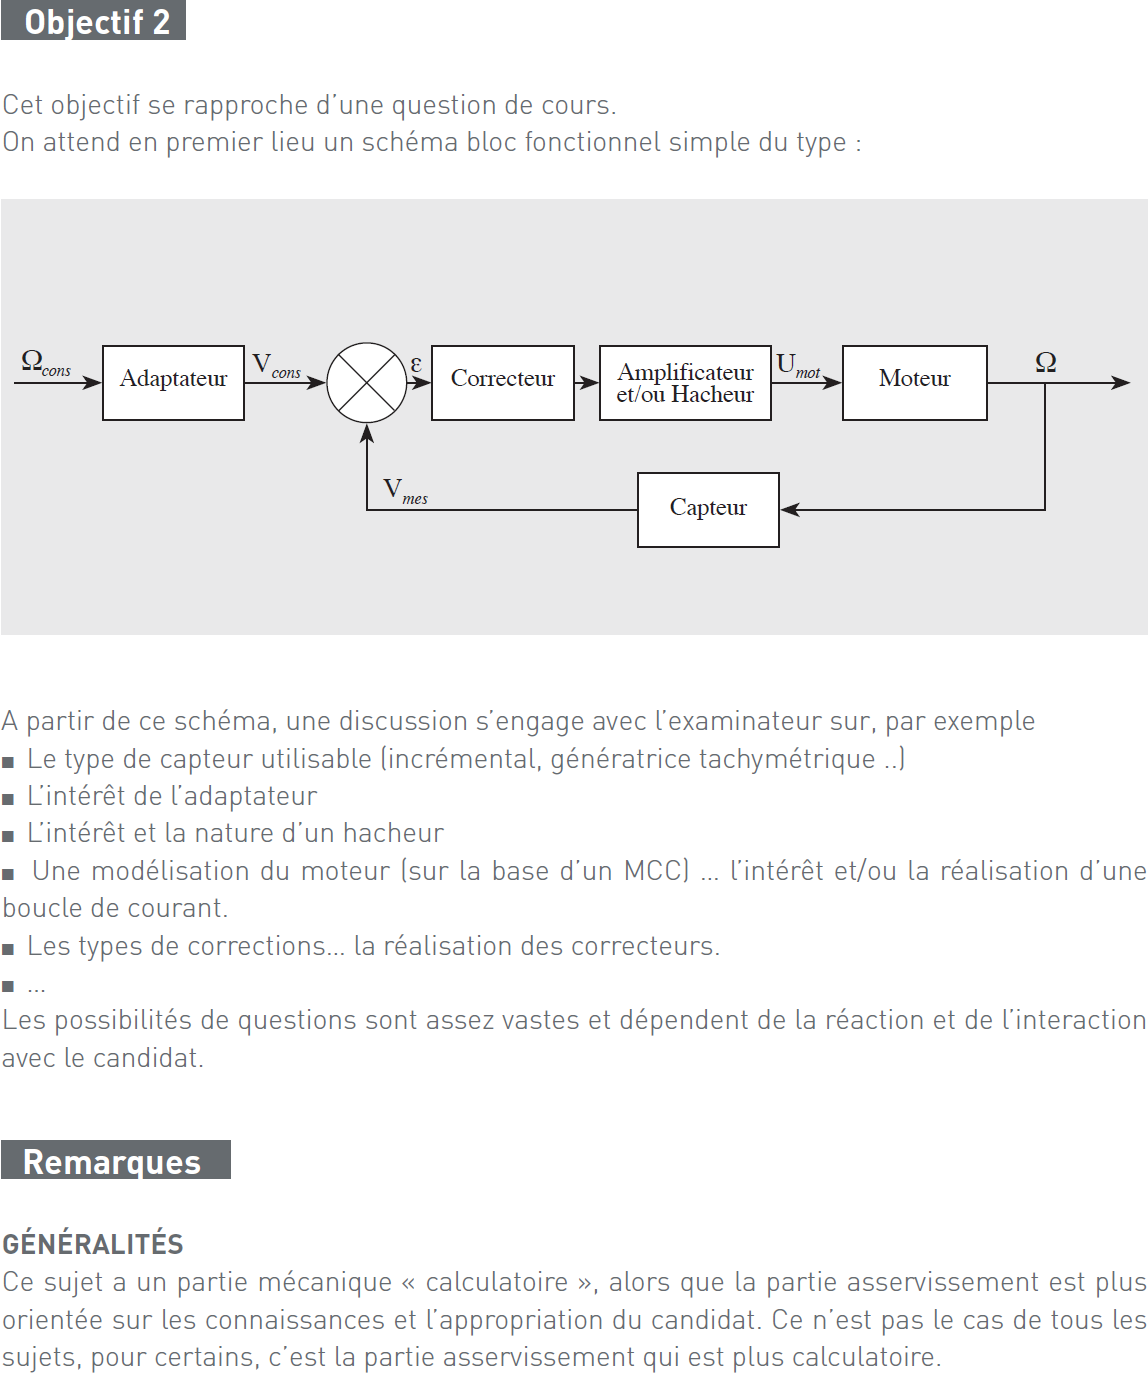 Objectif 2
Cet objectif se rapproche d’une question de cours.
On attend en premier lieu un schéma bloc fonctionnel simple du type :
Ω cons
Adaptateur
V cons
ε
Correcteur
Amplificateur
et/ou Hacheur
U mot
Moteur
Ω
V mes
Capteur
A partir de ce schéma, une discussion s’engage avec l’examinateur sur, par exemple
■ Le type de capteur utilisable (incrémental, génératrice tachymétrique ..)
■ L’intérêt de l’adaptateur
■ L’intérêt et la nature d’un hacheur
■ Une modélisation du moteur (sur la base d’un MCC) ... l’intérêt et/ou la réalisation d’une
boucle de courant.
■ Les types de corrections... la réalisation des correcteurs.
■ ...
Les possibilités de questions sont assez vastes et dépendent de la réaction et de l’interaction
avec le candidat.
Remarques
GÉNÉRALITÉS
Ce sujet a un partie mécanique « calculatoire », alors que la partie asservissement est plus
orientée sur les connaissances et l’appropriation du candidat. Ce n’est pas le cas de tous les
sujets, pour certains, c’est la partie asservissement qui est plus calculatoire.